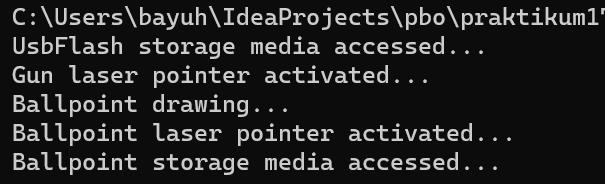 C:\Users\bayuh\IdeaProjects\pbo\praktikum1
UsbFlash storage media accessed...
Gun laser pointer activated...
Ballpoint drawing...
Ballpoint laser pointer activated...
Ballpoint storage media accessed...